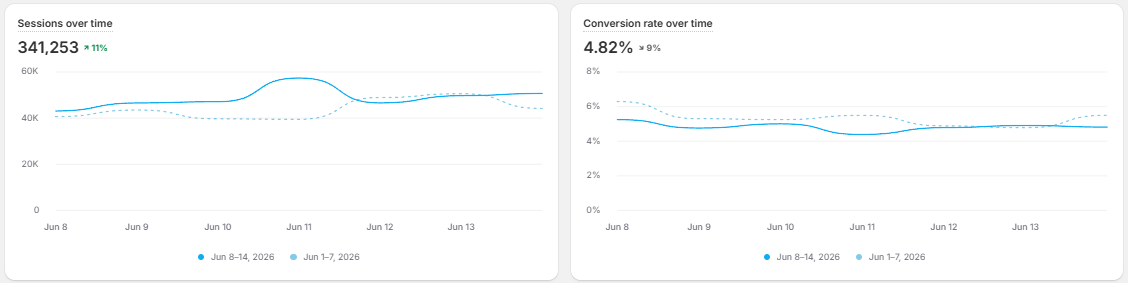 Sessions over time
341,253 ↗ 11%
60K
40K
20K
0
Jun 8 Jun 9 Jun 10 Jun 11 Jun 12 Jun 13
Jun 8–14, 2026 Jun 1–7, 2026
Conversion rate over time
4.82% ↘ 9%
8%
6%
4%
2%
0%
Jun 8 Jun 9 Jun 10 Jun 11 Jun 12 Jun 13
Jun 8–14, 2026 Jun 1–7, 2026